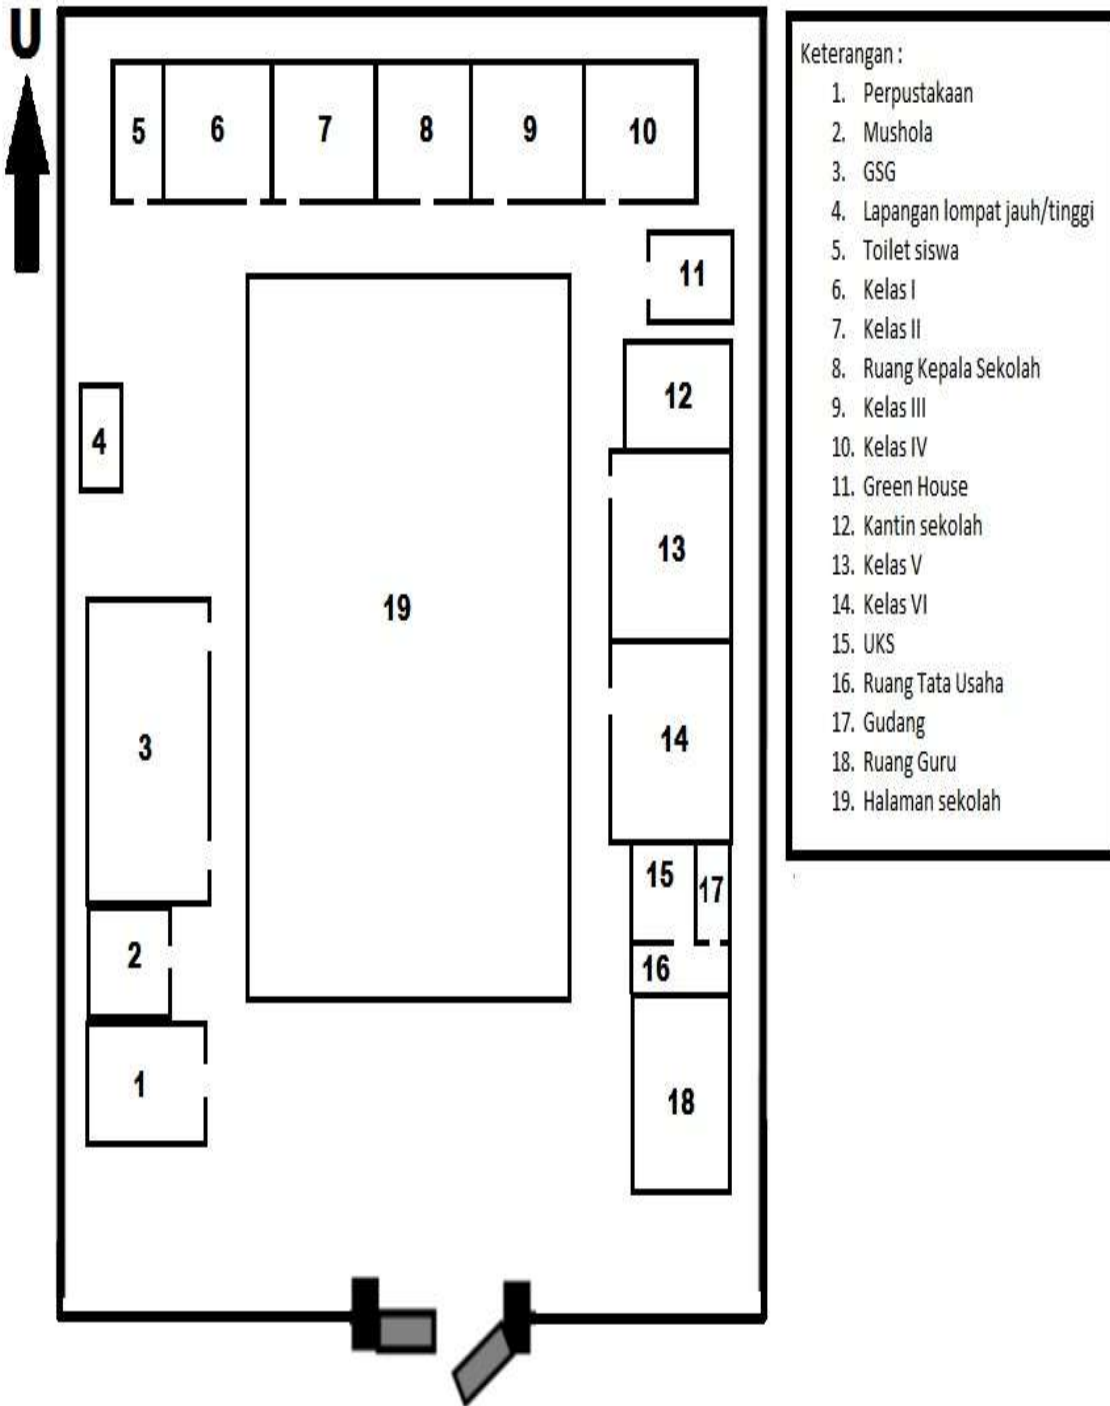 U
5 6 7 8 9 10
11
12
4
13
19
3
14
15
17
2
16
1
18
Keterangan :
1. Perpustakaan
2. Mushola
3. GSG
4. Lapangan lompat jauh/tinggi
5. Toilet siswa
6. Kelas I
7. Kelas II
8. Ruang Kepala Sekolah
9. Kelas III
10. Kelas IV
11. Green House
12. Kantin sekolah
13. Kelas V
14. Kelas VI
15. UKS
16. Ruang Tata Usaha
17. Gudang
18. Ruang Guru
19. Halaman sekolah